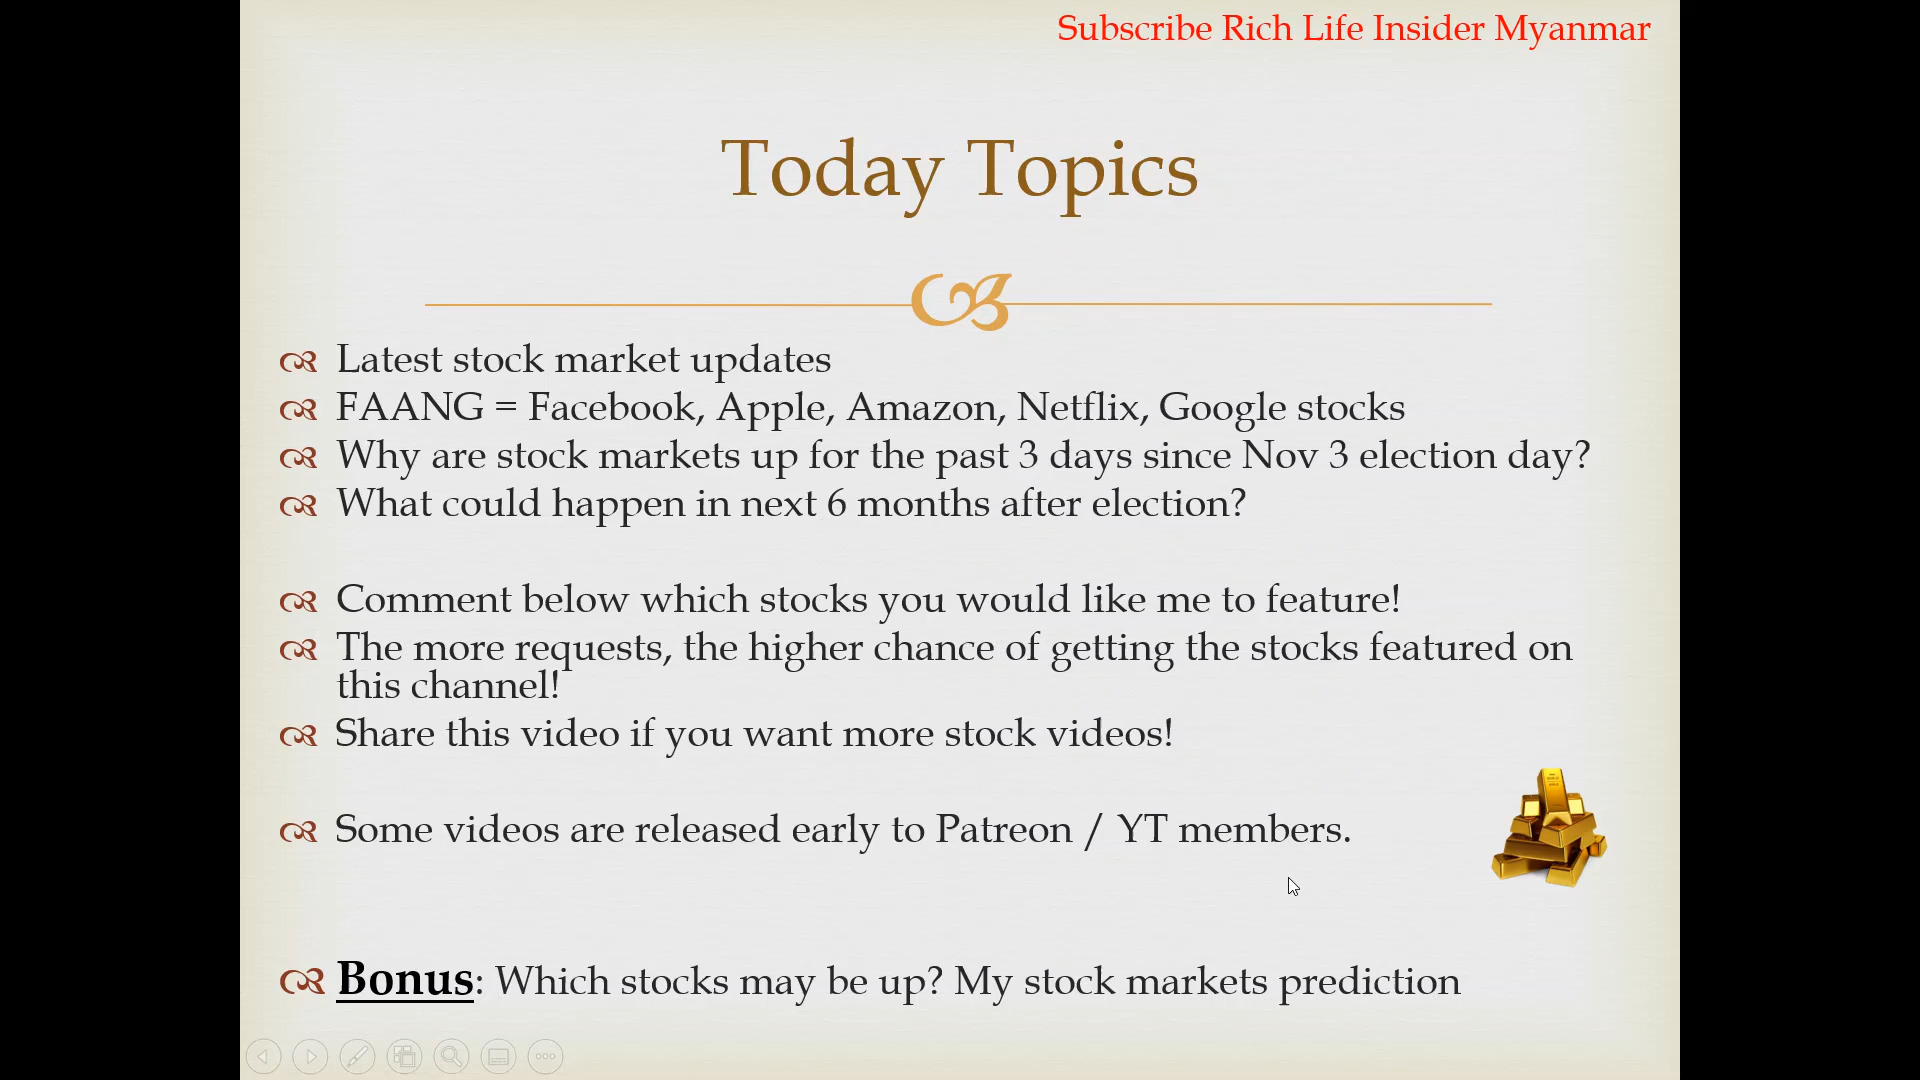 Subscribe Rich Life Insider Myanmar
Today Topics
Latest stock market updates
FAANG = Facebook, Apple, Amazon, Netflix, Google stocks
Why are stock markets up for the past 3 days since Nov 3 election day?
What could happen in next 6 months after election?
Comment below which stocks you would like me to feature!
The more requests, the higher chance of getting the stocks featured on
this channel!
Share this video if you want more stock videos!
Some videos are released early to Patreon / YT members.
Bonus: Which stocks may be up? My stock markets prediction